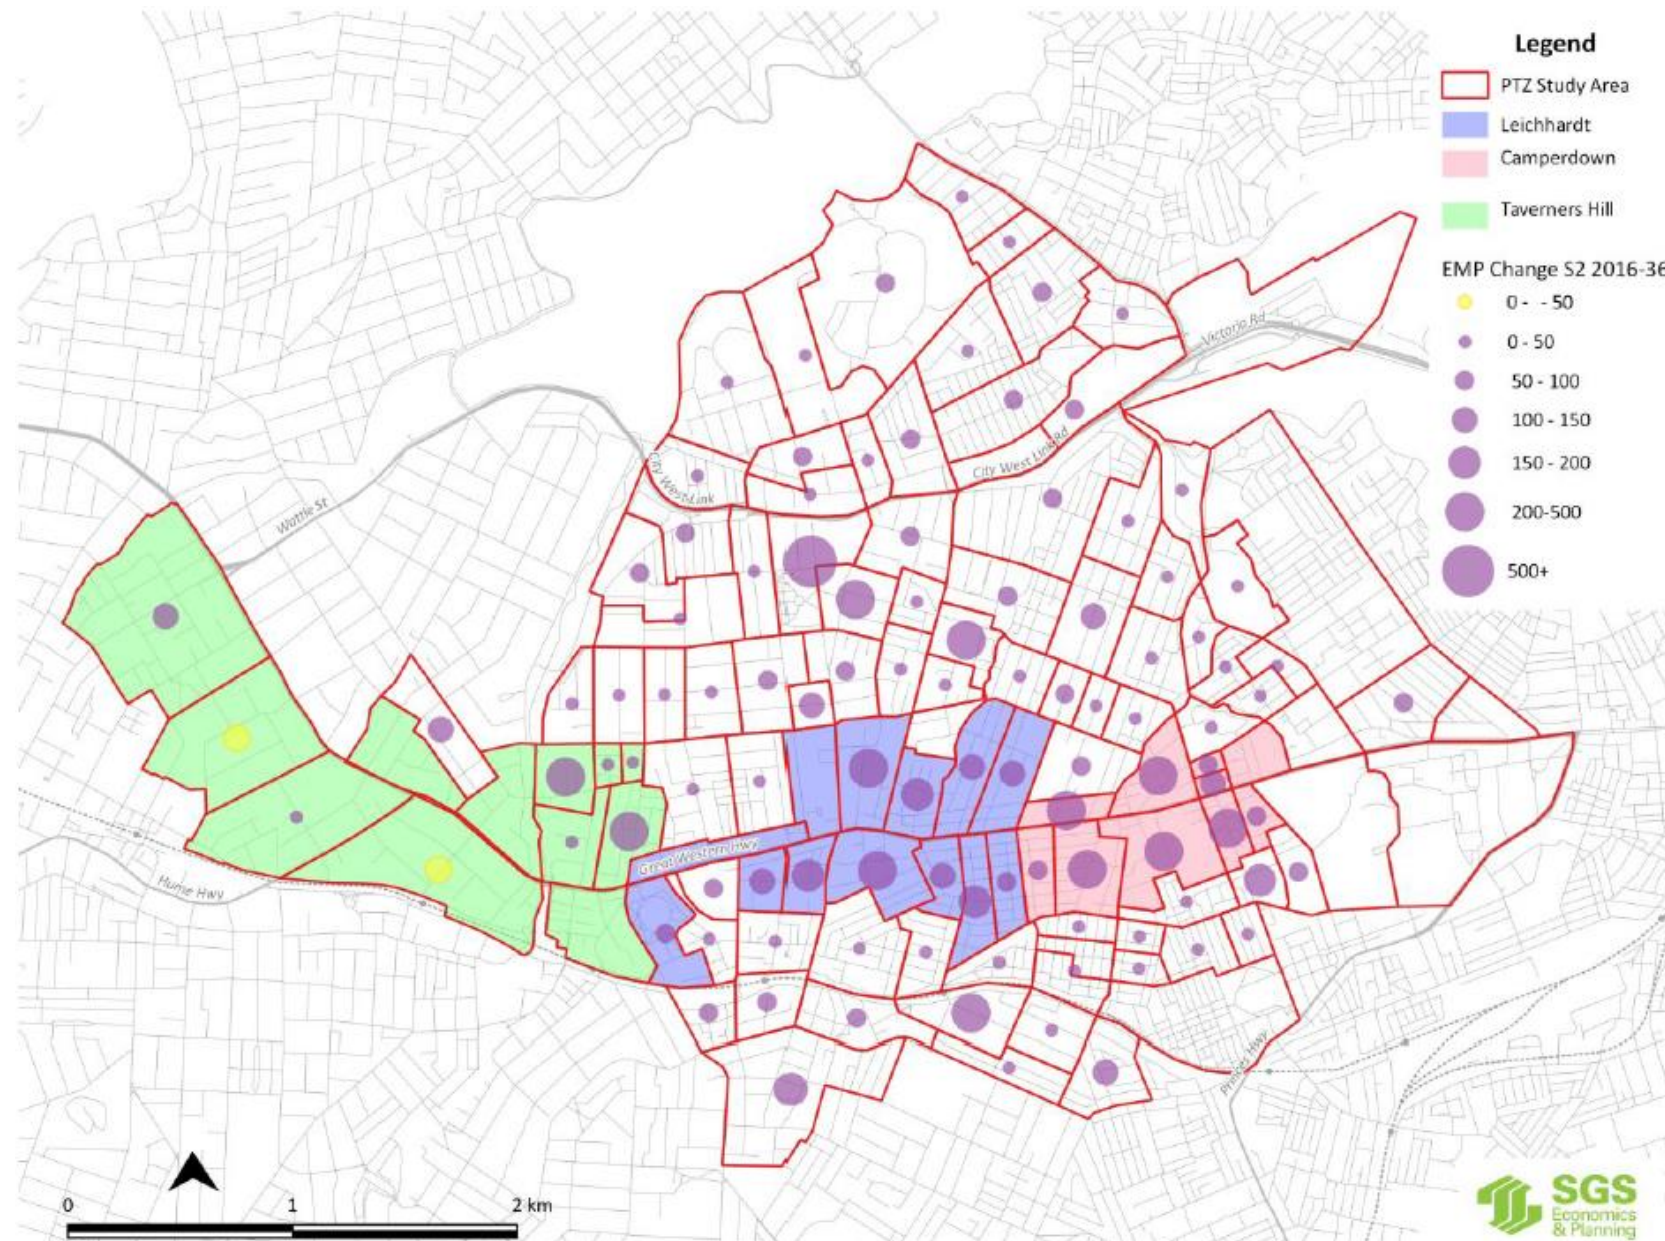 Legend
PTZ Study Area
Leichhardt
Camperdown
Taverners Hill
EMP Change S2 2016-36
0 - - 50
0 - 50
50 - 100
100 - 150
150 - 200
200-500
500+
Victoria Rd
City West Link Rd
City West Link
Wattle St
Great Western Hwy
Hume Hwy
Princes Hwy
0 1 2 km
SGS
Economics
& Planning